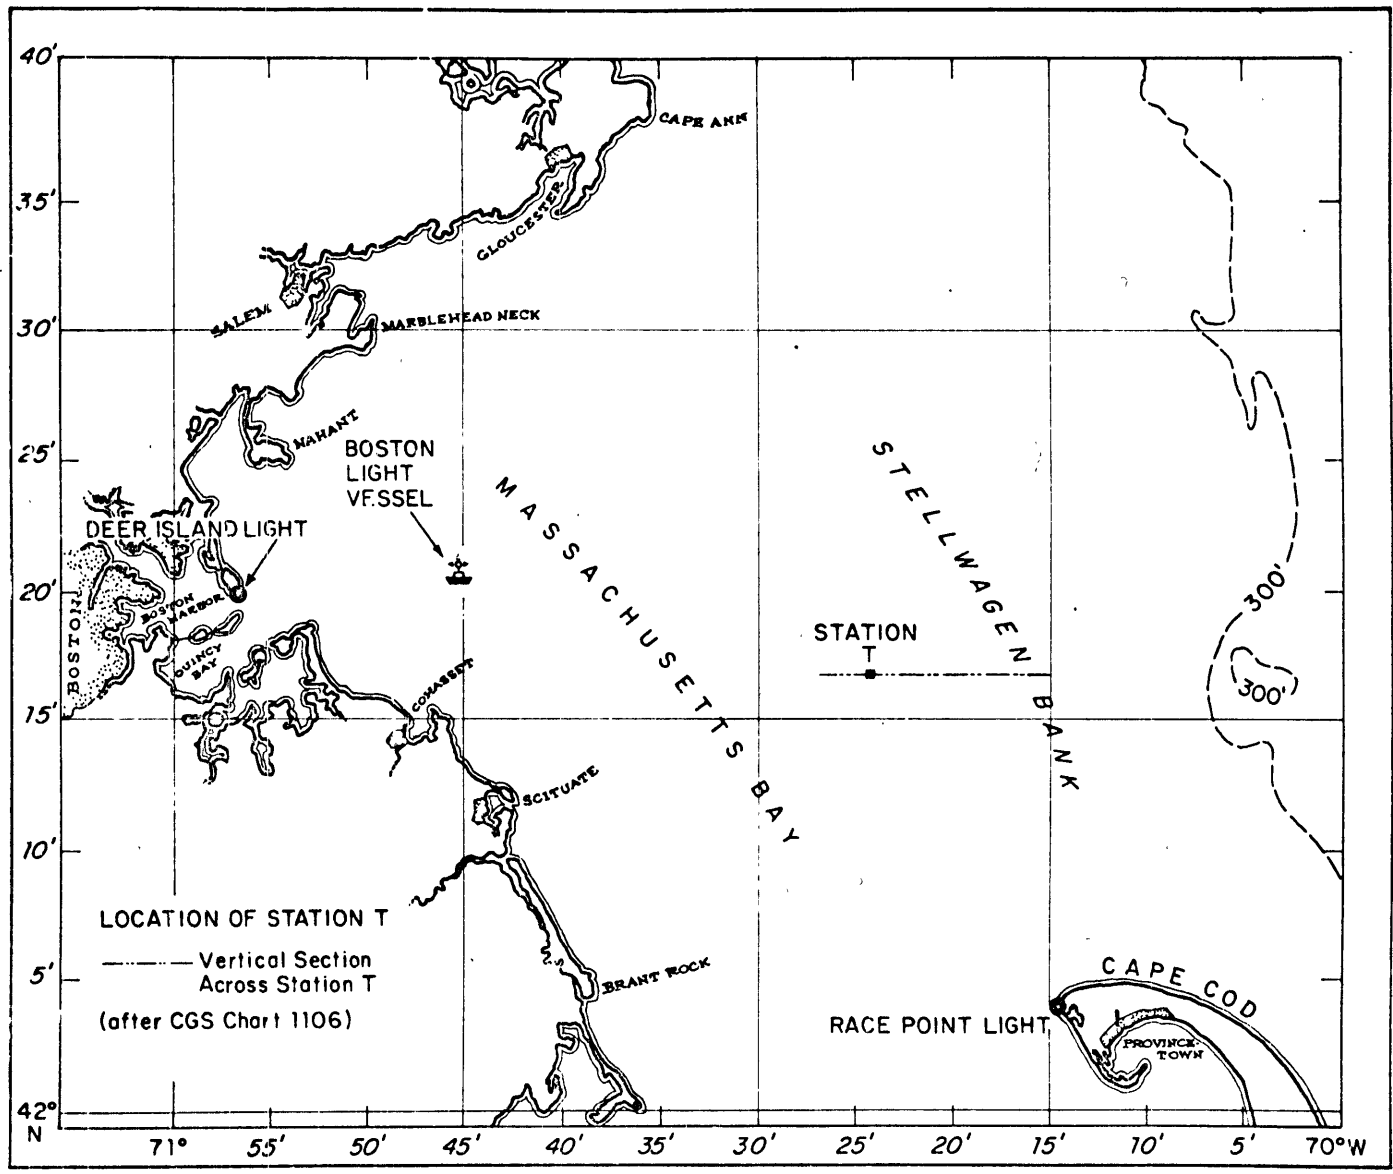 40'
CAPE ANN
35'
GLOUCESTER
SALEM
30'
MARBLEHEAD NECK
NAHANT
25'
BOSTON
LIGHT
VESSEL
STELLWAGEN
BANK
MASSACHUSETTS
BAY
DEER ISLAND LIGHT
20'
300'
BOSTON
HARBOR
BOSTON
STATION
T
QUINCY
BAY
COHASSET
300'
15'
SCITUATE
10'
LOCATION OF STATION T
Vertical Section
Across Station T
(after CGS Chart 1106)
5'
BRANT ROCK
CAPE COD
RACE POINT LIGHT
PROVINCE-
TOWN
42°
N
71° 55' 50' 45' 40' 35' 30' 25' 20' 15' 10' 5' 70°W